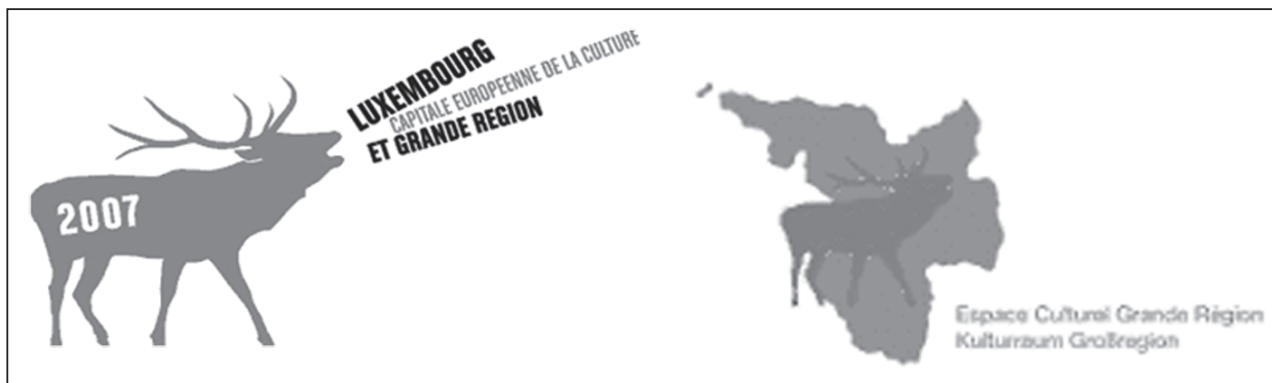 2007
LUXEMBOURG
CAPITALE EUROPEENNE DE LA CULTURE
ET GRANDE REGION
Espace Culturel Grande Région
Kulturraum Großregion